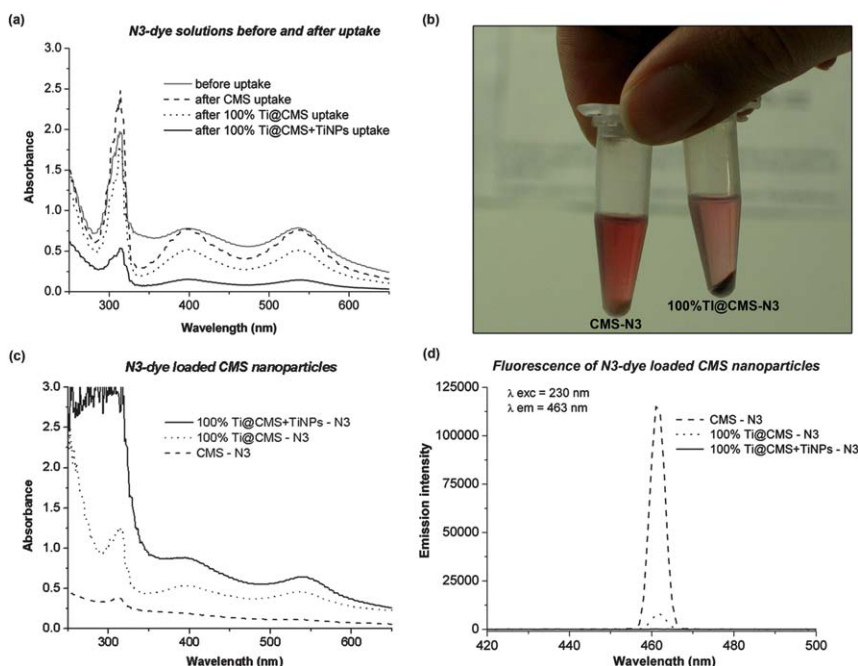 (a)
N3-dye solutions before and after uptake
3.0
2.5
2.0
1.5
1.0
0.5
0.0
Absorbance
before uptake
after CMS uptake
after 100% Ti@CMS uptake
after 100% Ti@CMS+TiNPs uptake
300 400 500 600
Wavelength (nm)
(b)
CMS-N3
100%TI@CMS-N3
(c)
N3-dye loaded CMS nanoparticles
3.0
2.5
2.0
1.5
1.0
0.5
0.0
Absorbance
100% Ti@CMS+TiNPs - N3
100% Ti@CMS - N3
CMS - N3
300 400 500 600
Wavelength (nm)
(d)
Fluorescence of N3-dye loaded CMS nanoparticles
125000
100000
75000
50000
25000
0
Emission intensity
λ exc = 230 nm
λ em = 463 nm
CMS - N3
100% Ti@CMS - N3
100% Ti@CMS+TiNPs - N3
420 440 460 480 500
Wavelength (nm)